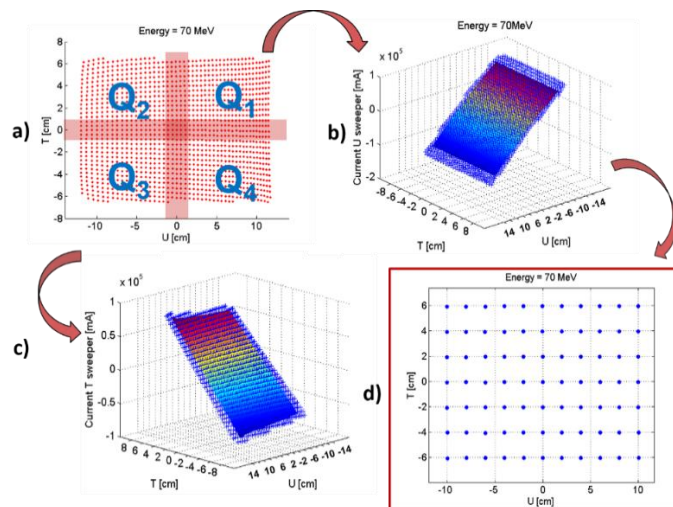 Energy = 70 MeV
a)
T [cm]
8
6
4
2
0
-2
-4
-6
-8
Q2 Q1
Q3 Q4
-10 -5 0 5 10
U [cm]
Energy = 70MeV
b)
x 10^5
Current U sweeper [mA]
1
0
-1
-2
-8 -6 -4 -2 0 2 4 6 8
T [cm]
14 10 6 2 -2 -6 -10 -14
U [cm]
c)
x 10^5
Current T sweeper [mA]
1
0.5
0
-0.5
-1
8 6 4 2 0 -2 -4 -6 -8
T [cm]
14 10 6 2 -2 -6 -10 -14
U [cm]
d)
Energy = 70 MeV
T [cm]
6
4
2
0
-2
-4
-6
-10 -5 0 5 10
U [cm]